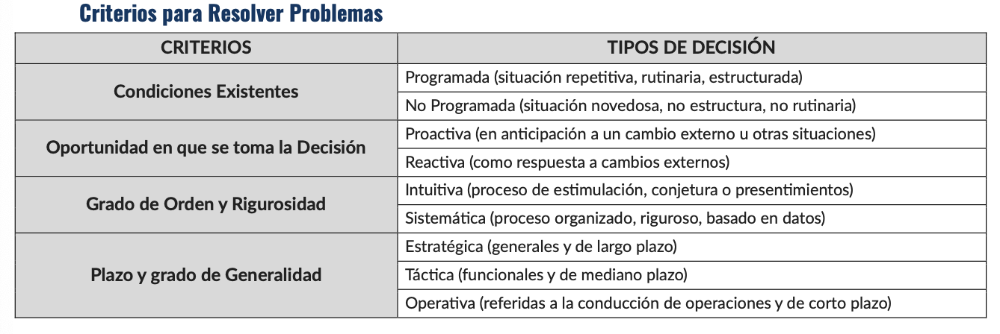 Criterios para Resolver Problemas
CRITERIOS
TIPOS DE DECISIÓN
Condiciones Existentes
Programada (situación repetitiva, rutinaria, estructurada)
No Programada (situación novedosa, no estructura, no rutinaria)
Oportunidad en que se toma la Decisión
Proactiva (en anticipación a un cambio externo u otras situaciones)
Reactiva (como respuesta a cambios externos)
Grado de Orden y Rigurosidad
Intuitiva (proceso de estimulación, conjetura o presentimientos)
Sistemática (proceso organizado, riguroso, basado en datos)
Plazo y grado de Generalidad
Estratégica (generales y de largo plazo)
Táctica (funcionales y de mediano plazo)
Operativa (referidas a la conducción de operaciones y de corto plazo)